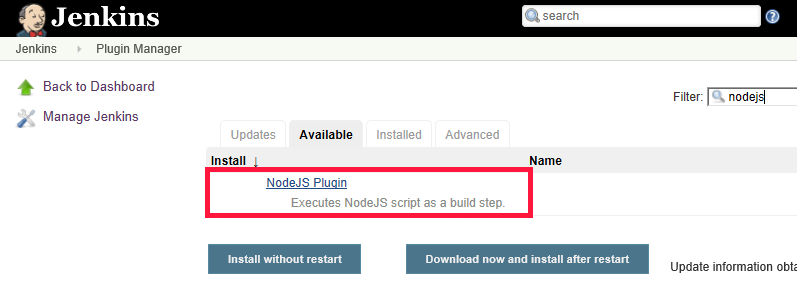 Jenkins
search
Jenkins Plugin Manager
Back to Dashboard
Manage Jenkins
Filter: nodejs
Updates Available Installed Advanced
Install ↓ Name
NodeJS Plugin
Executes NodeJS script as a build step.
Install without restart Download now and install after restart Update information obta